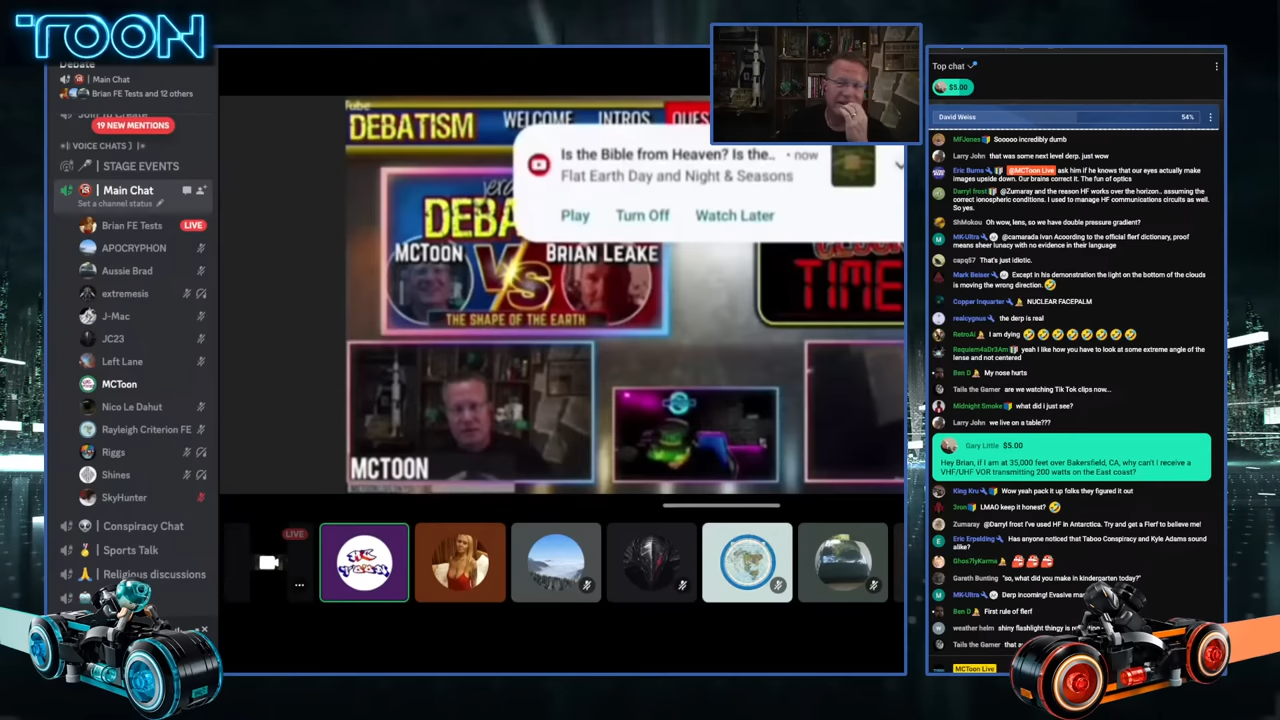 TOON
Debate
Main Chat
Brian FE Tests and 12 others
Join to Create
19 NEW MENTIONS
VOICE CHATS
STAGE EVENTS
Main Chat
Set a channel status
Brian FE Tests
LIVE
APOCRYPHON
Aussie Brad
extremesis
J-Mac
JC23
Left Lane
MCToon
Nico Le Dahut
Rayleigh Criterion FE
Riggs
Shines
SkyHunter
Conspiracy Chat
Sports Talk
Religious discussions
DEBATISM
WELCOME
INTROS
QUES
Is the Bible from Heaven? Is the..
• now
Flat Earth Day and Night & Seasons
Play
Turn Off
Watch Later
DEBA
MCTOON
VS
BRIAN LEAKE
THE SHAPE OF THE EARTH
TIME
MCTOON
LIVE
MC TOON
Top chat
$5.00
David Weiss
54%
MFJones Sooooo incredibly dumb
Larry John that was some next level derp. just wow
Eric Burns @MCToon Live ask him if he knows that our eyes actually make
images upside down. Our brains correct it. The fun of optics
Darryl frost @Zumaray and the reason HF works over the horizon.. assuming the
correct ionospheric conditions. I used to manage HF communications circuits as well.
So yes.
ShMokou Oh wow, lens, so we have double pressure gradient?
MK-Ultra @camarada Ivan Acoording to the official flerf dictionary, proof
means sheer lunacy with no evidence in their language
capq57 That's just idiotic.
Mark Beiser Except in his demonstration the light on the bottom of the clouds
is moving the wrong direction.
Copper Inquarter NUCLEAR FACEPALM
realcygnus the derp is real
RetroAI I am dying
Requiem4aDr3Am yeah I like how you have to look at some extreme angle of the
lense and not centered
Ben D My nose hurts
Tails the Gamer are we watching Tik Tok clips now...
Midnight Smoke what did i just see?
Larry John we live on a table???
Gary Little $5.00
Hey Brian, if I am at 35,000 feet over Bakersfield, CA, why can't I receive a
VHF/UHF VOR transmitting 200 watts on the East coast?
King Kru Wow yeah pack it up folks they figured it out
3ron LMAO keep it honest?
Zumaray @Darryl frost I've used HF in Antarctica. Try and get a Flerf to believe me!
Eric Erpelding Has anyone noticed that Taboo Conspiracy and Kyle Adams sound
alike?
Ghos7lyKarma
Gareth Bunting "so, what did you make in kindergarten today?"
MK-Ultra Derp incoming! Evasive
Ben D First rule of flerf
weather helm shiny flashlight thingy is
Tails the Gamer that
MCToon Live